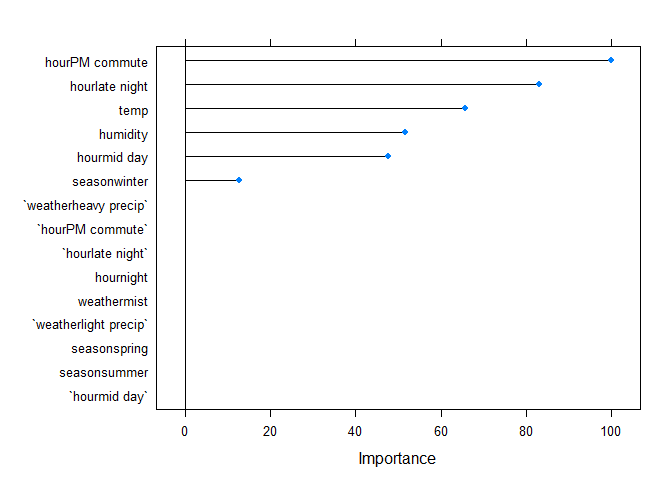 hourPM commute
hourlate night
temp
humidity
hourmid day
seasonwinter
`weatherheavy precip`
`hourPM commute`
`hourlate night`
hournight
weathermist
`weatherlight precip`
seasonspring
seasonsummer
`hourmid day`
0 20 40 60 80 100
Importance